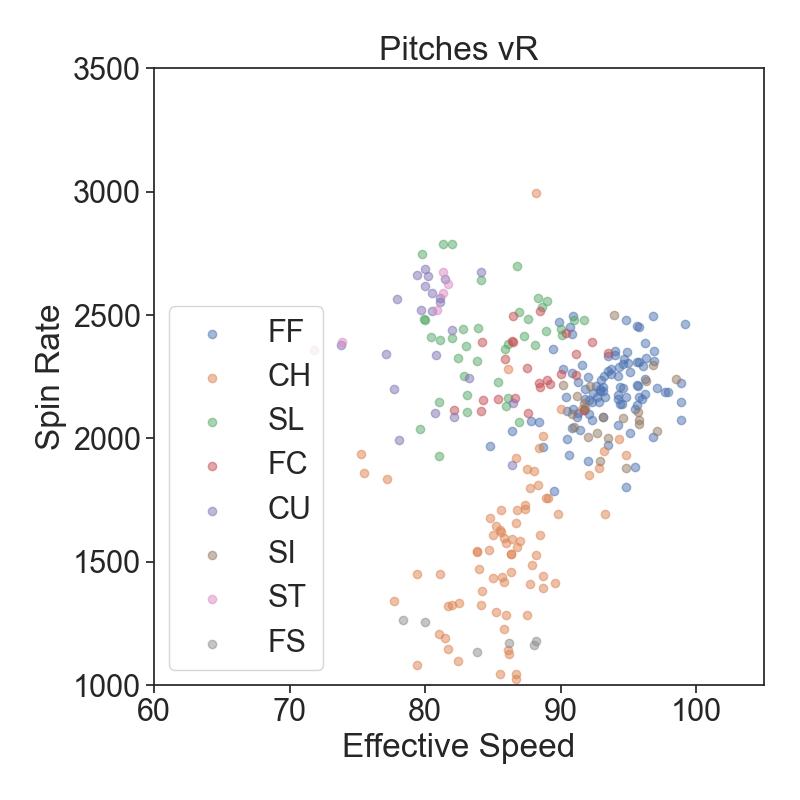 Pitches vR
Spin Rate
3500
3000
2500
2000
1500
1000
FF
CH
SL
FC
CU
SI
ST
FS
60 70 80 90 100
Effective Speed